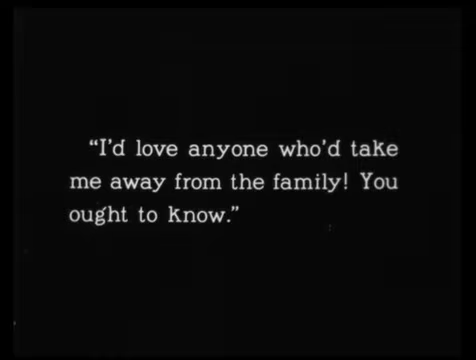 “I’d love anyone who’d take
me away from the family! You
ought to know.”